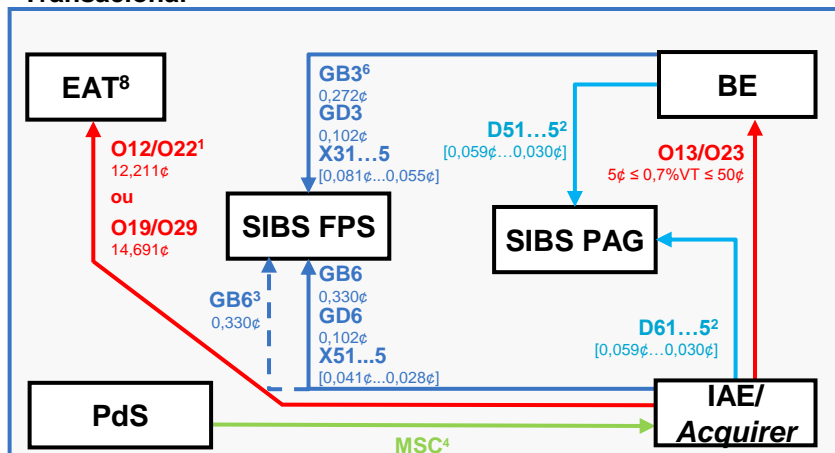 EAT⁸
BE
GB3⁶
0,272¢
GD3
0,102¢
X31…5
[0,081¢...0,055¢]
D51…5²
[0,059¢…0,030¢]
O12/O22¹
12,211¢
ou
O19/O29
14,691¢
O13/O23
5¢ ≤ 0,7%VT ≤ 50¢
SIBS FPS
SIBS PAG
GB6³
0,330¢
GB6
0,330¢
GD6
0,102¢
X51...5
[0,041¢...0,028¢]
D61…5²
[0,059¢…0,030¢]
PdS
MSC⁴
IAE/
Acquirer